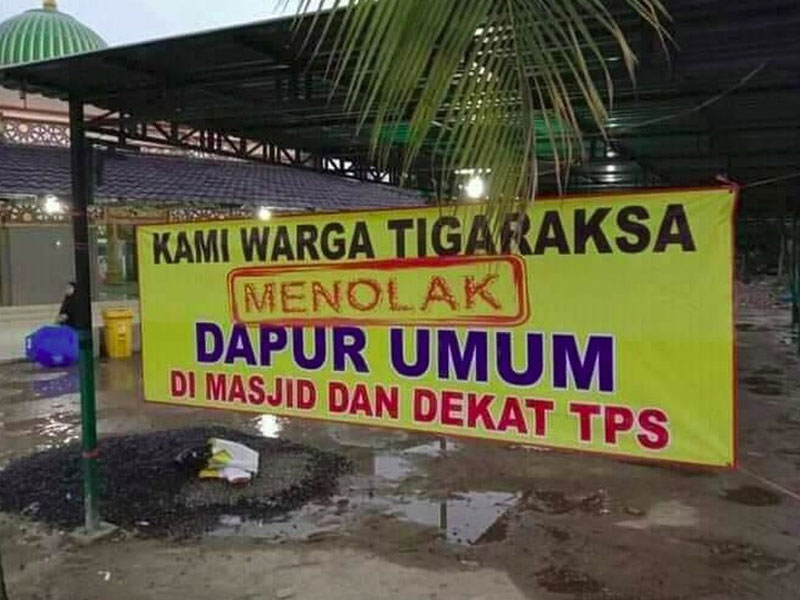 KAMI WARGA TIGARAKSA
MENOLAK
DAPUR UMUM
DI MASJID DAN DEKAT TPS